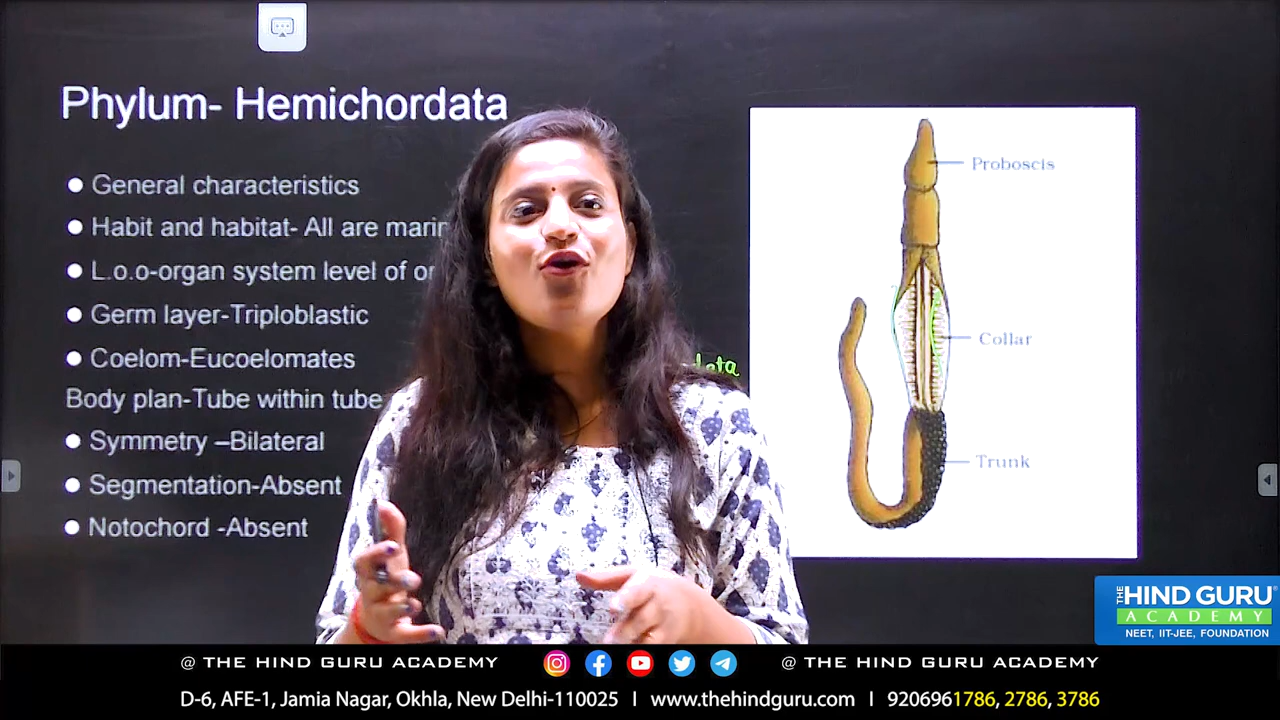 Phylum- Hemichordata
● General characteristics
● Habit and habitat- All are
● L.o.o-organ system level of
● Germ layer-Triploblastic
● Coelom-Eucoelomates
Body plan-Tube within tube
● Symmetry –Bilateral
● Segmentation-Absent
● Notochord -Absent
Proboscis
Collar
Trunk
THE HIND GURU
ACADEMY
NEET, IIT-JEE, FOUNDATION
@ THE HIND GURU ACADEMY @ THE HIND GURU ACADEMY
D-6, AFE-1, Jamia Nagar, Okhla, New Delhi-110025 I www.thehindguru.com I 9206961786, 2786, 3786